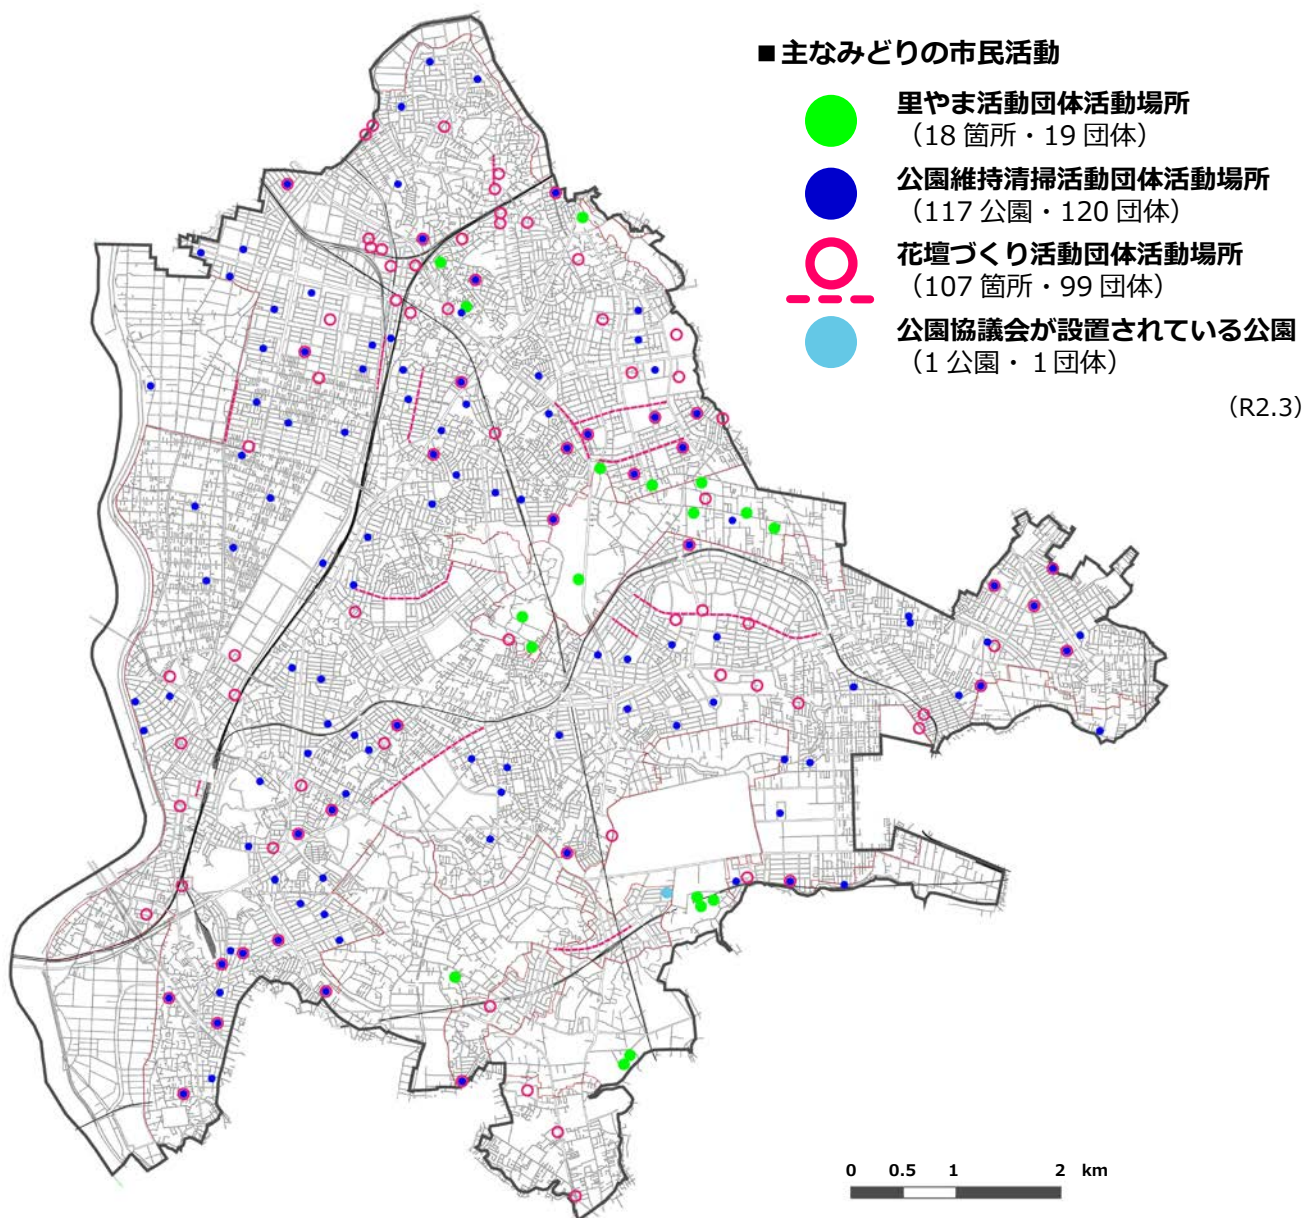 ■主なみどりの市民活動
里やま活動団体活動場所
（18 箇所・19 団体）
公園維持清掃活動団体活動場所
（117 公園・120 団体）
花壇づくり活動団体活動場所
（107 箇所・99 団体）
公園協議会が設置されている公園
（1 公園・1 団体）
（R2.3）
0 0.5 1 2 km